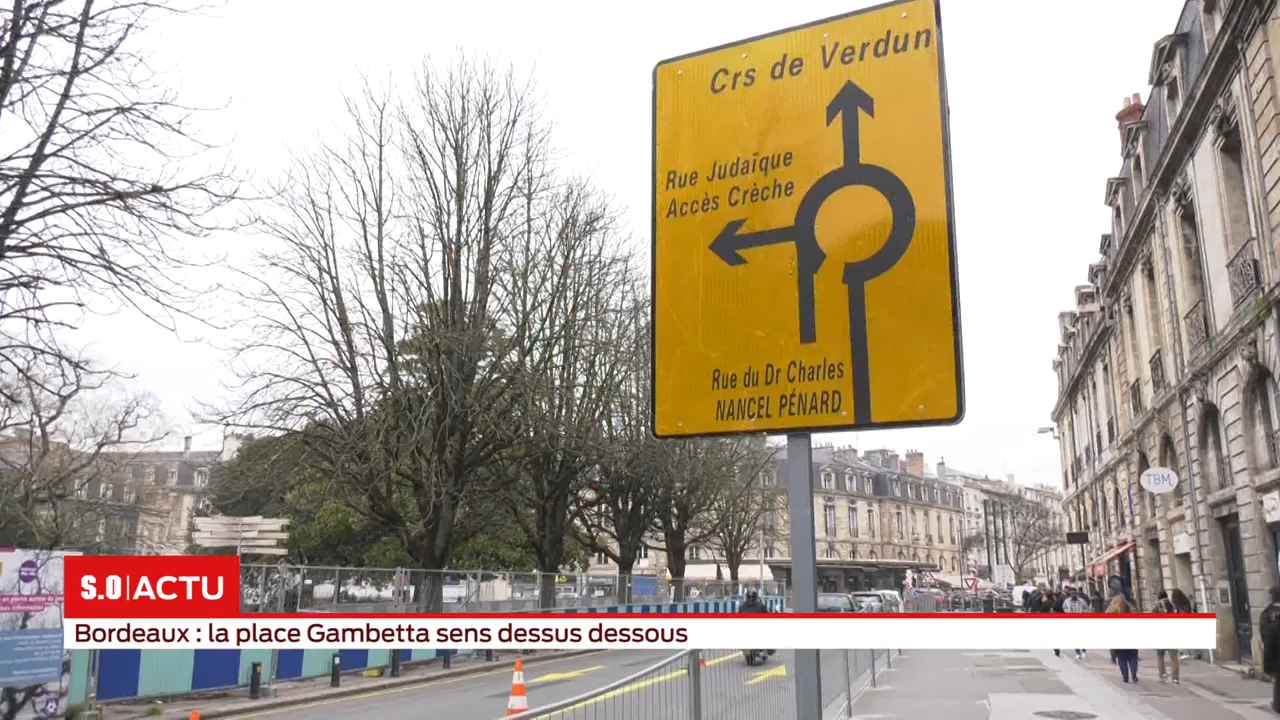 Crs de Verdun
Rue Judaïque
Accès Crèche
Rue du Dr Charles
NANCEL PÉNARD
TBM
S.O ACTU
Bordeaux : la place Gambetta sens dessus dessous